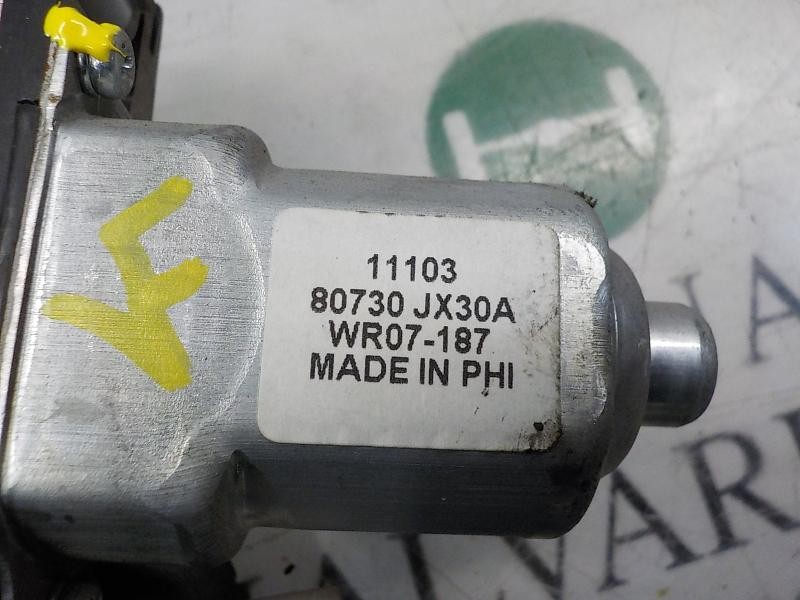 11103
80730 JX30A
WR07-187
MADE IN PHI